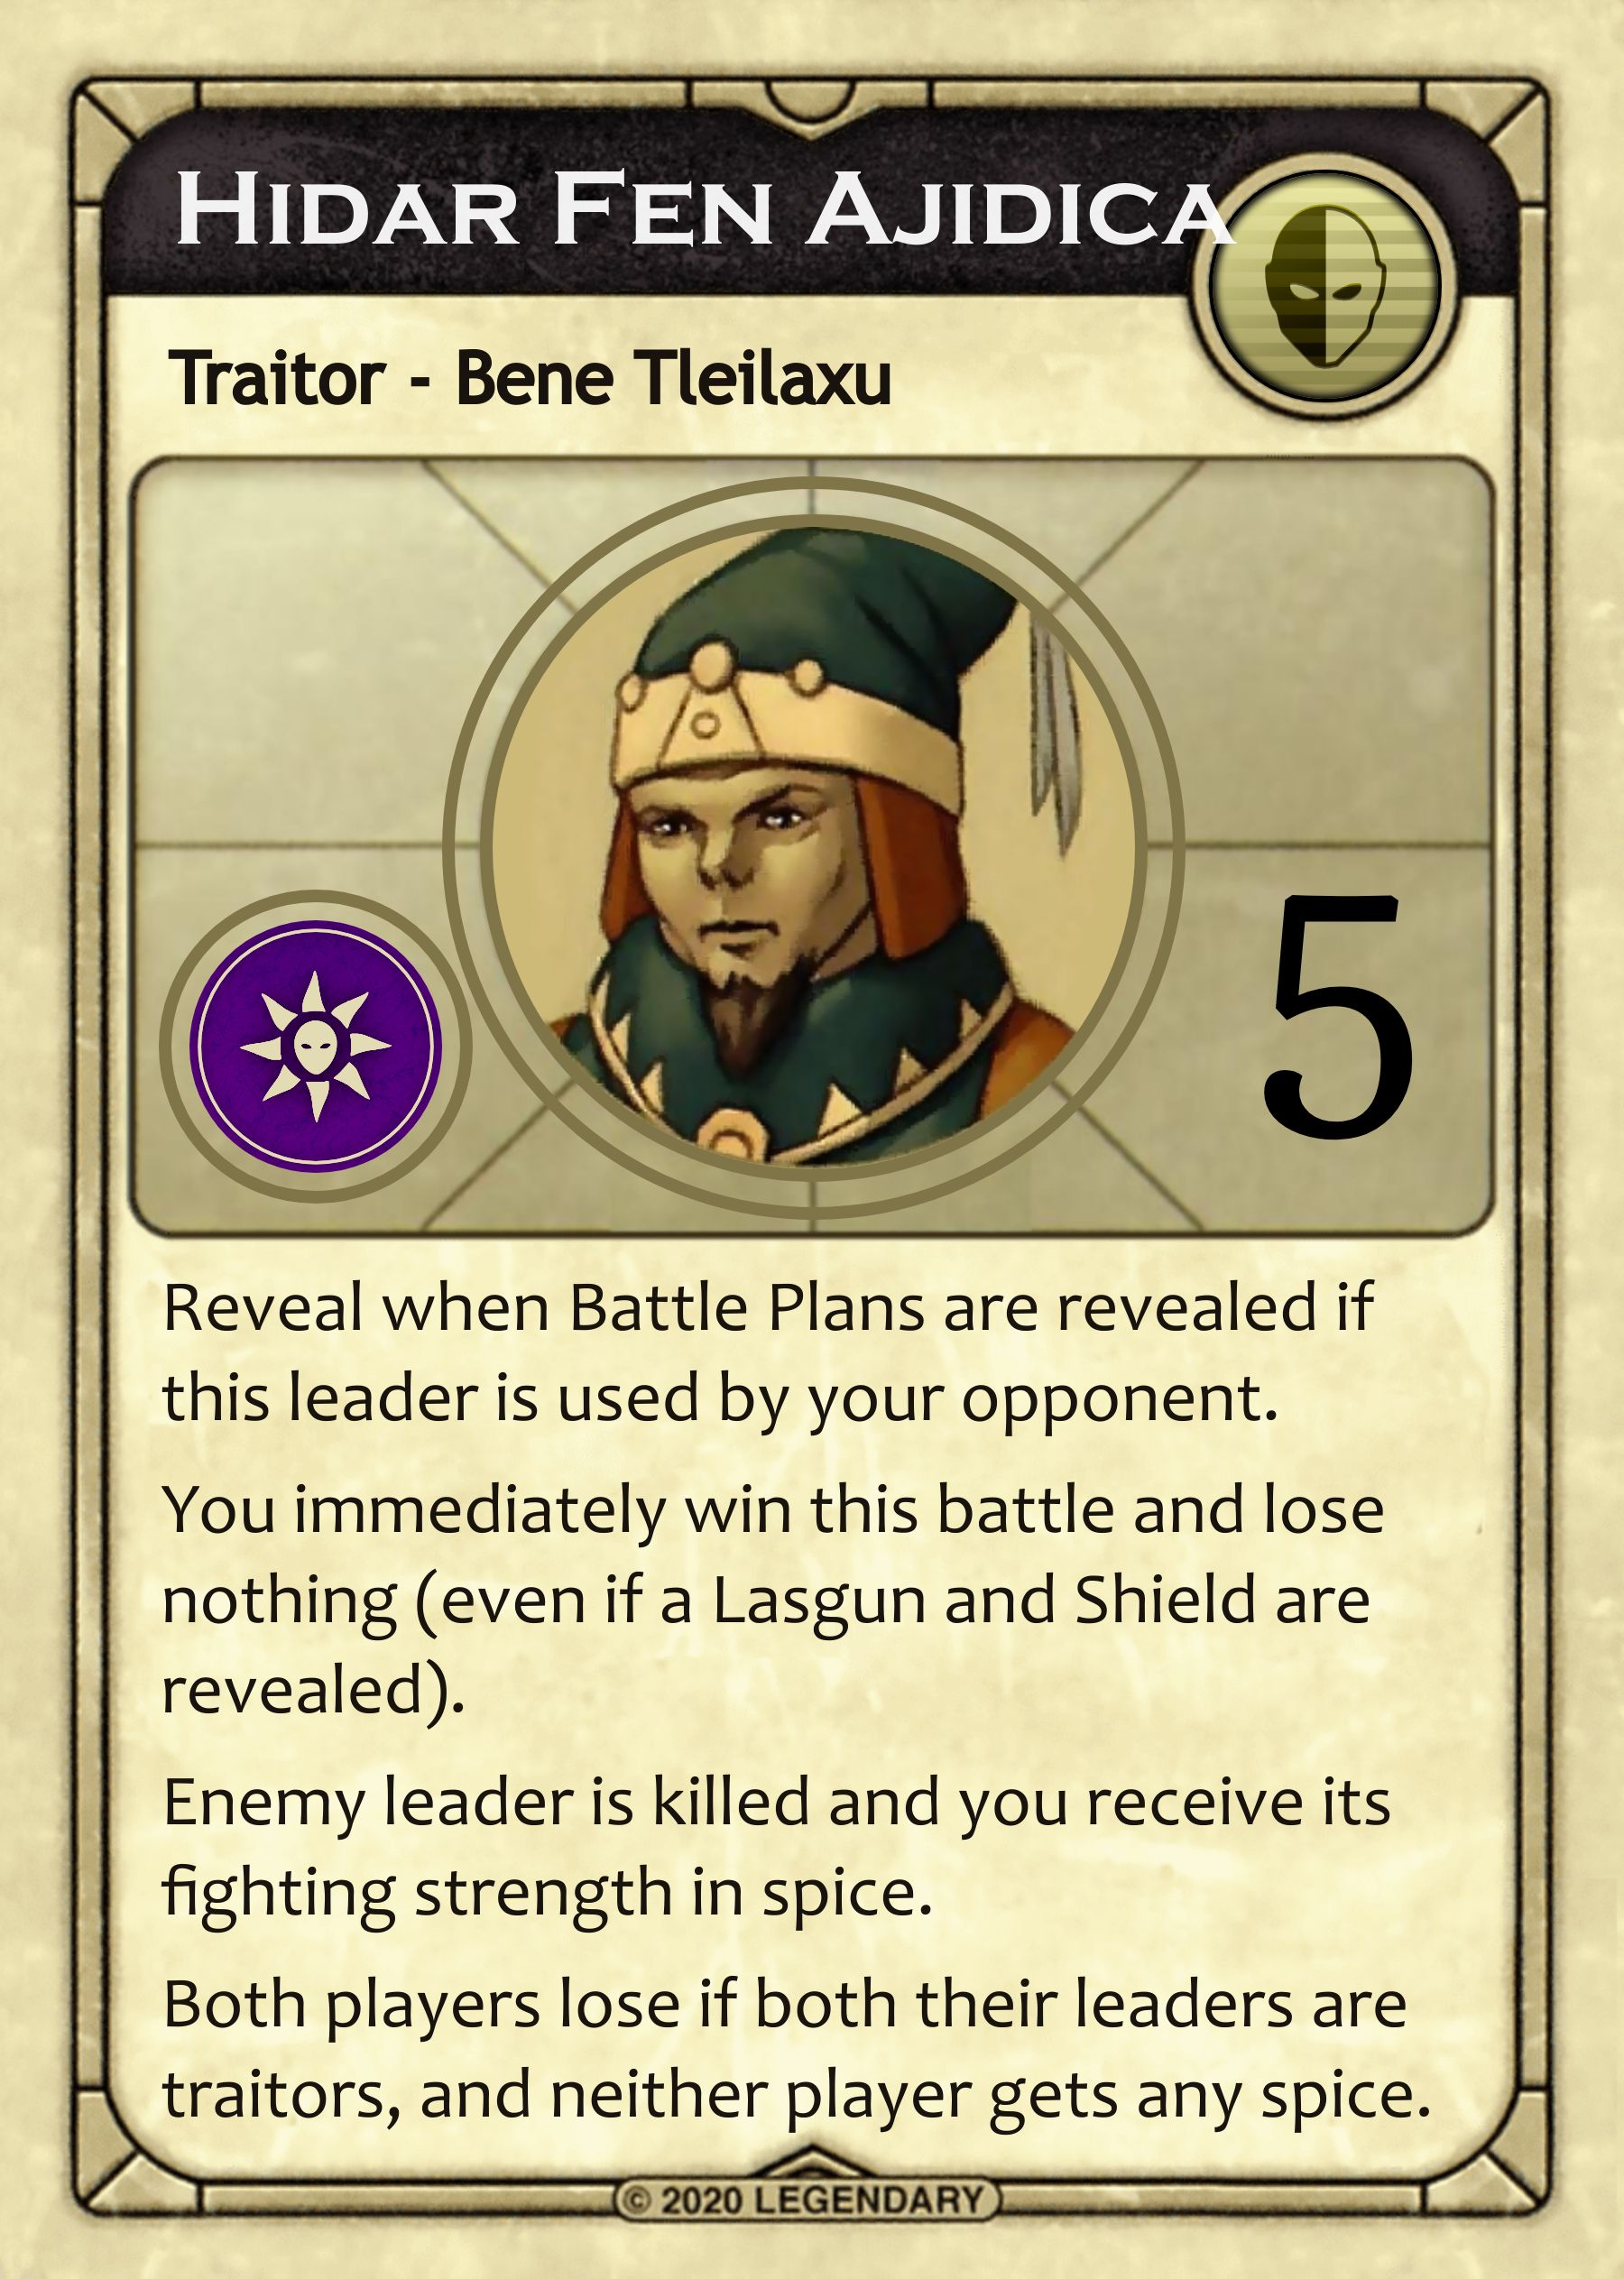 Hidar Fen Ajidica
Traitor - Bene Tleilaxu
5
Reveal when Battle Plans are revealed if
this leader is used by your opponent.
You immediately win this battle and lose
nothing (even if a Lasgun and Shield are
revealed).
Enemy leader is killed and you receive its
fighting strength in spice.
Both players lose if both their leaders are
traitors, and neither player gets any spice.
© 2020 LEGENDARY